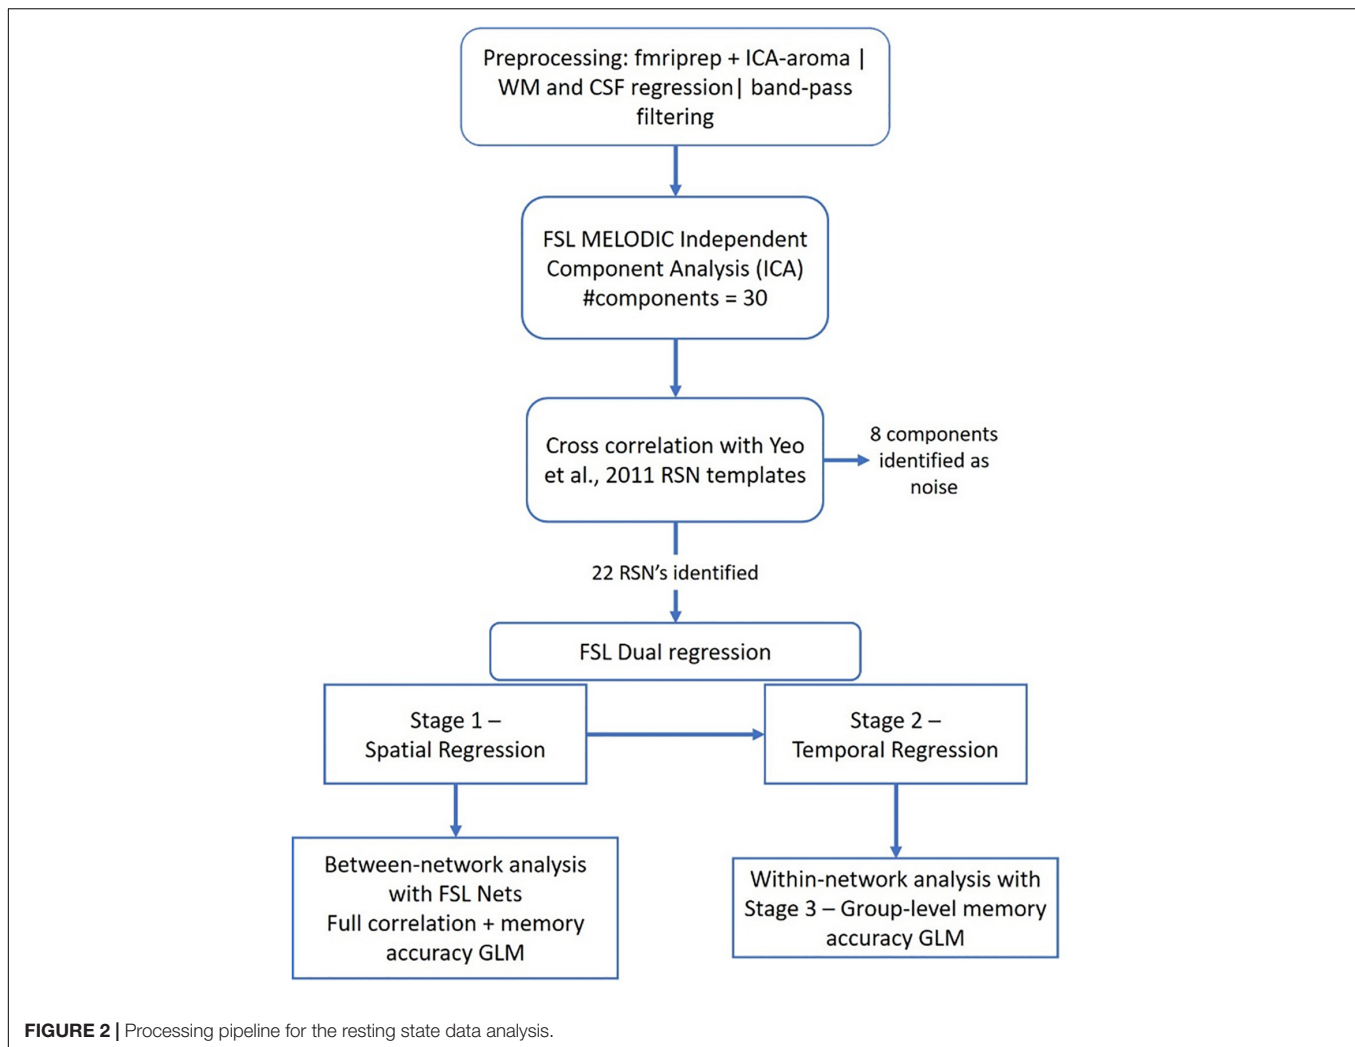 Preprocessing: fmriprep + ICA-aroma |
WM and CSF regression| band-pass
filtering
FSL MELODIC Independent
Component Analysis (ICA)
#components = 30
Cross correlation with Yeo
et al., 2011 RSN templates
8 components
identified as
noise
22 RSN's identified
FSL Dual regression
Stage 1 –
Spatial Regression
Stage 2 –
Temporal Regression
Between-network analysis
with FSL Nets
Full correlation + memory
accuracy GLM
Within-network analysis with
Stage 3 – Group-level memory
accuracy GLM
FIGURE 2 | Processing pipeline for the resting state data analysis.